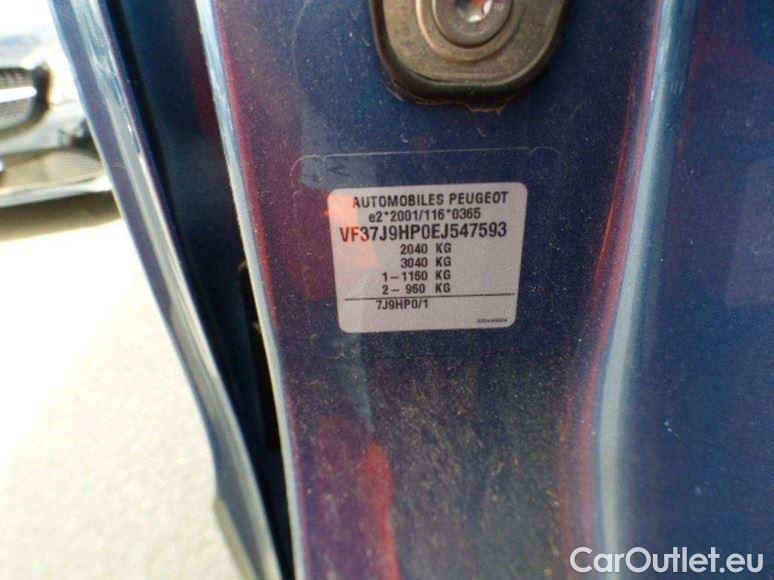 AUTOMOBILES PEUGEOT
e2*2001/116*0365
VF37J9HP0EJ547593
2040 KG
3040 KG
1-1160 KG
2- 960 KG
7J9HP0/1
CarOutlet.eu